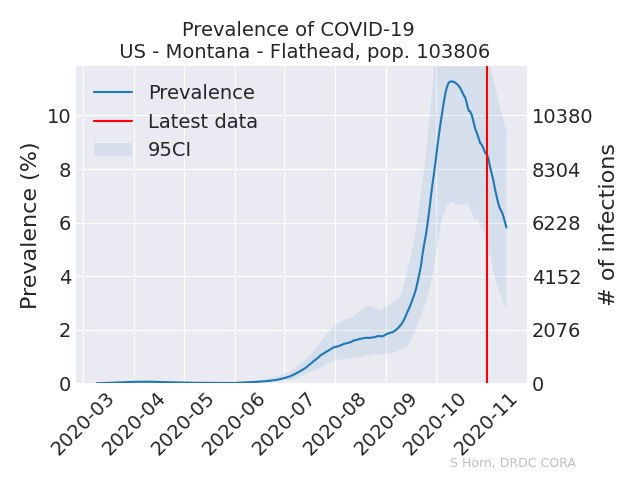 Prevalence of COVID-19
US - Montana - Flathead, pop. 103806
Prevalence
Latest data
95CI
Prevalence (%)
10
8
6
4
2
0
10380
8304
6228
4152
2076
0
# of infections
2020-03
2020-04
2020-05
2020-06
2020-07
2020-08
2020-09
2020-10
2020-11
S Horn, DRDC CORA